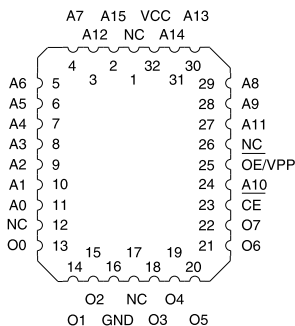 A7 A15 VCC A13
A12 NC A14
4 2 32 30
3 1 31
A6 5 29 A8
A5 6 28 A9
A4 7 27 A11
A3 8 26 NC
A2 9 25 OE/VPP
A1 10 24 A10
A0 11 23 CE
NC 12 22 O7
O0 13 21 O6
15 17 19
14 16 18 20
O2 NC O4
O1 GND O3 O5